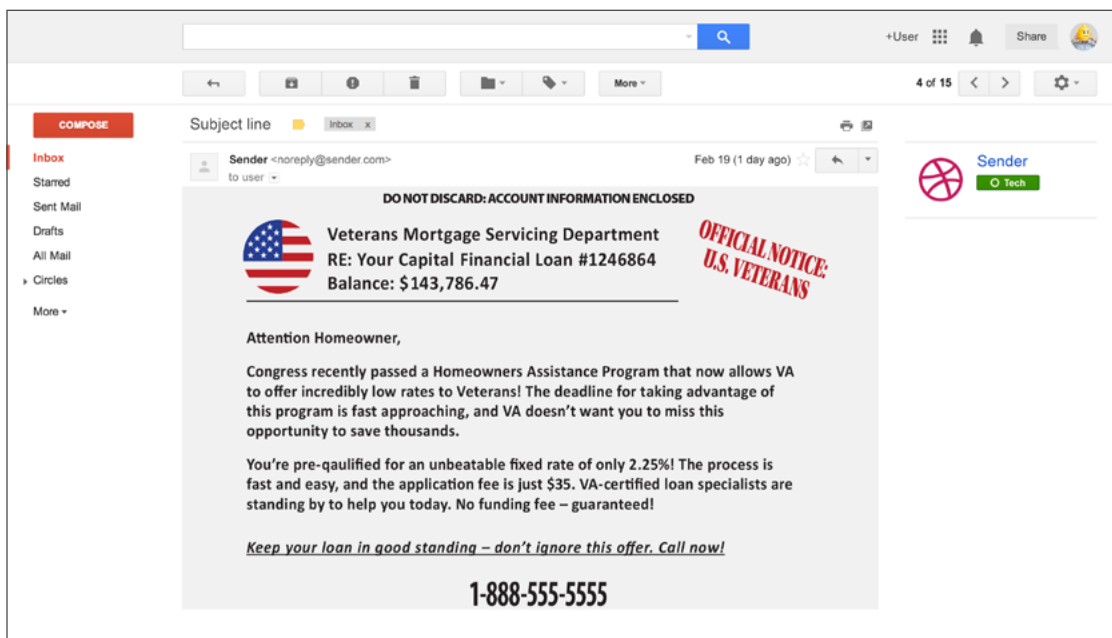 +User
Share
More
4 of 15
COMPOSE
Subject line
Inbox x
Inbox
Starred
Sent Mail
Drafts
All Mail
Circles
More
Sender <noreply@sender.com>
Feb 19 (1 day ago)
to user
Sender
Tech
DO NOT DISCARD: ACCOUNT INFORMATION ENCLOSED
Veterans Mortgage Servicing Department
RE: Your Capital Financial Loan #1246864
Balance: $143,786.47
OFFICIAL NOTICE:
U.S. VETERANS
Attention Homeowner,
Congress recently passed a Homeowners Assistance Program that now allows VA
to offer incredibly low rates to Veterans! The deadline for taking advantage of
this program is fast approaching, and VA doesn't want you to miss this
opportunity to save thousands.
You're pre-qaulified for an unbeatable fixed rate of only 2.25%! The process is
fast and easy, and the application fee is just $35. VA-certified loan specialists are
standing by to help you today. No funding fee – guaranteed!
Keep your loan in good standing – don't ignore this offer. Call now!
1-888-555-5555